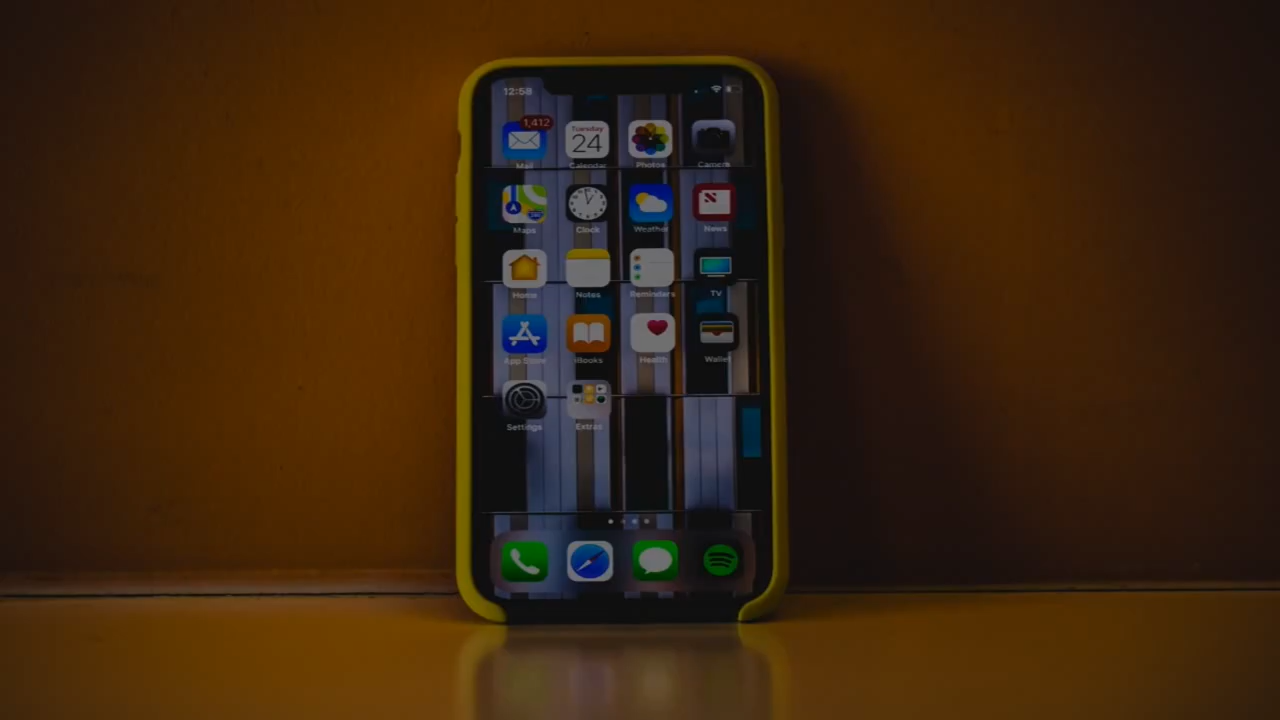 12:58
1,412
Tuesday
24
Mail Calendar Photos Camera
Maps Clock Weather News
Home Notes Reminders TV
App Store iBooks Health Wallet
Settings Extras